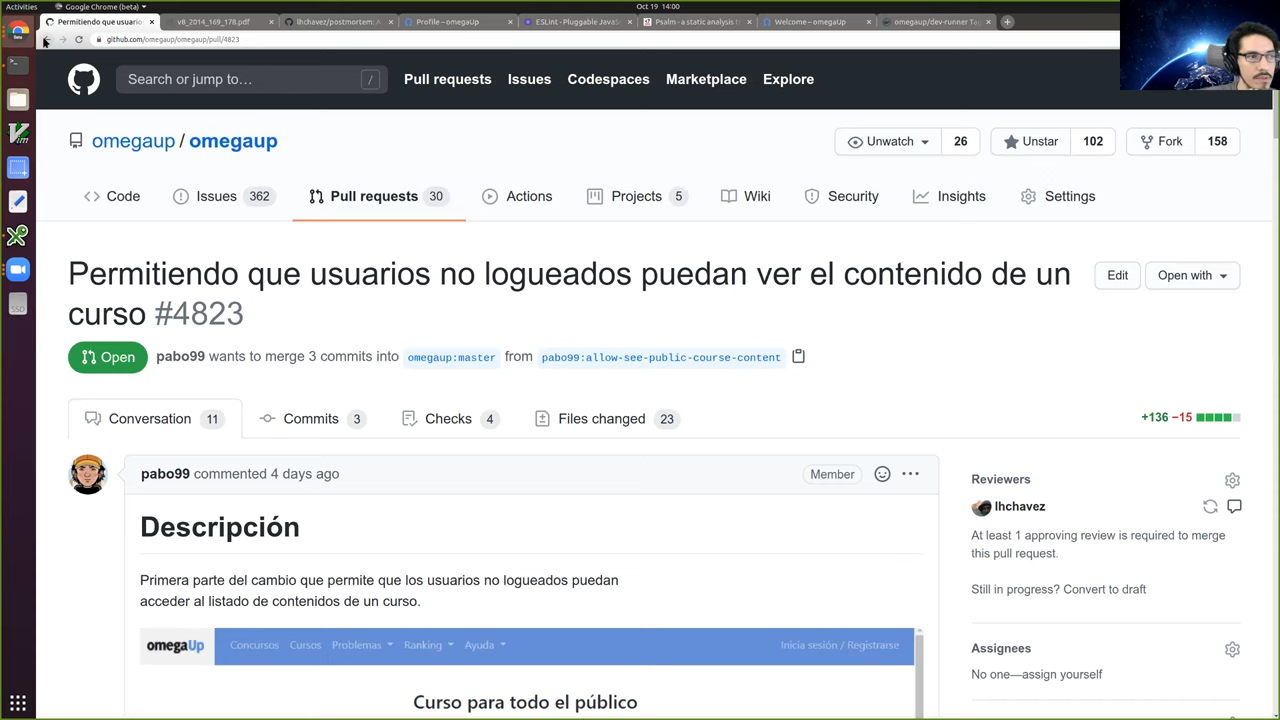 Activities
Google Chrome (beta)
Oct 19 14:00
Permitiendo que usuario
v8_2014_169_178.pdf
lhchavez/postmortem: A
Profile – omegaUp
ESLint - Pluggable JavaS
Psalm - a static analysis t
Welcome – omegaUp
omegaup/dev-runner Ta
github.com/omegaup/omegaup/pull/4823
Search or jump to…
/
Pull requests
Issues
Codespaces
Marketplace
Explore
omegaup / omegaup
Unwatch
26
Unstar
102
Fork
158
Code
Issues 362
Pull requests 30
Actions
Projects 5
Wiki
Security
Insights
Settings
Permitiendo que usuarios no logueados puedan ver el contenido de un
curso #4823
Edit
Open with
Open
pabo99 wants to merge 3 commits into omegaup:master from pabo99:allow-see-public-course-content
Conversation 11
Commits 3
Checks 4
Files changed 23
+136 −15
pabo99 commented 4 days ago
Member
Descripción
Primera parte del cambio que permite que los usuarios no logueados puedan
acceder al listado de contenidos de un curso.
omegaUp
Concursos
Cursos
Problemas
Ranking
Ayuda
Inicia sesión / Registrarse
Curso para todo el público
Reviewers
lhchavez
At least 1 approving review is required to merge
this pull request.
Still in progress? Convert to draft
Assignees
No one—assign yourself
SSD